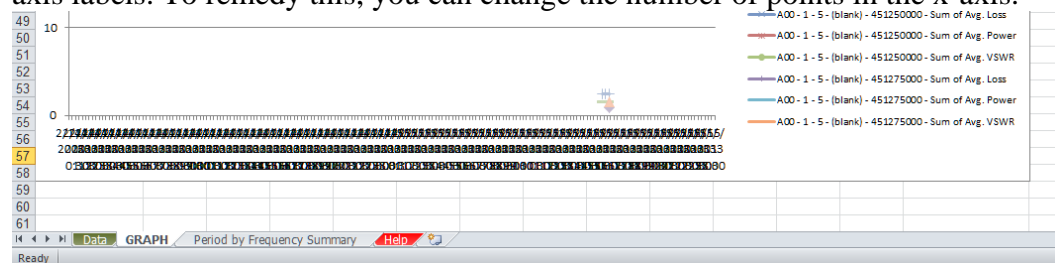 axis labels. To remedy this, you can change the number of points in the x-axis.
49
10
A00 - 1 - 5 - (blank) - 451250000 - Sum of Avg. Loss
50
A00 - 1 - 5 - (blank) - 451250000 - Sum of Avg. Power
51
A00 - 1 - 5 - (blank) - 451250000 - Sum of Avg. VSWR
52
A00 - 1 - 5 - (blank) - 451275000 - Sum of Avg. Loss
53
A00 - 1 - 5 - (blank) - 451275000 - Sum of Avg. Power
54
0
A00 - 1 - 5 - (blank) - 451275000 - Sum of Avg. VSWR
55
56
57
58
59
60
61
Data GRAPH Period by Frequency Summary Help
Ready